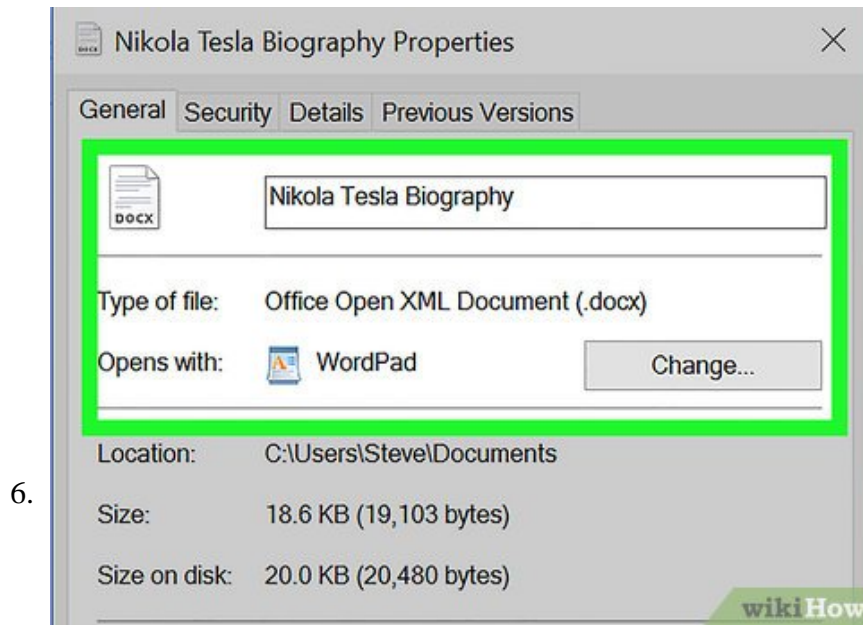 Nikola Tesla Biography Properties
General Security Details Previous Versions
DOCX
Nikola Tesla Biography
Type of file: Office Open XML Document (.docx)
Opens with: WordPad Change...
Location: C:\Users\Steve\Documents
6.
Size: 18.6 KB (19,103 bytes)
Size on disk: 20.0 KB (20,480 bytes)
wikiHow